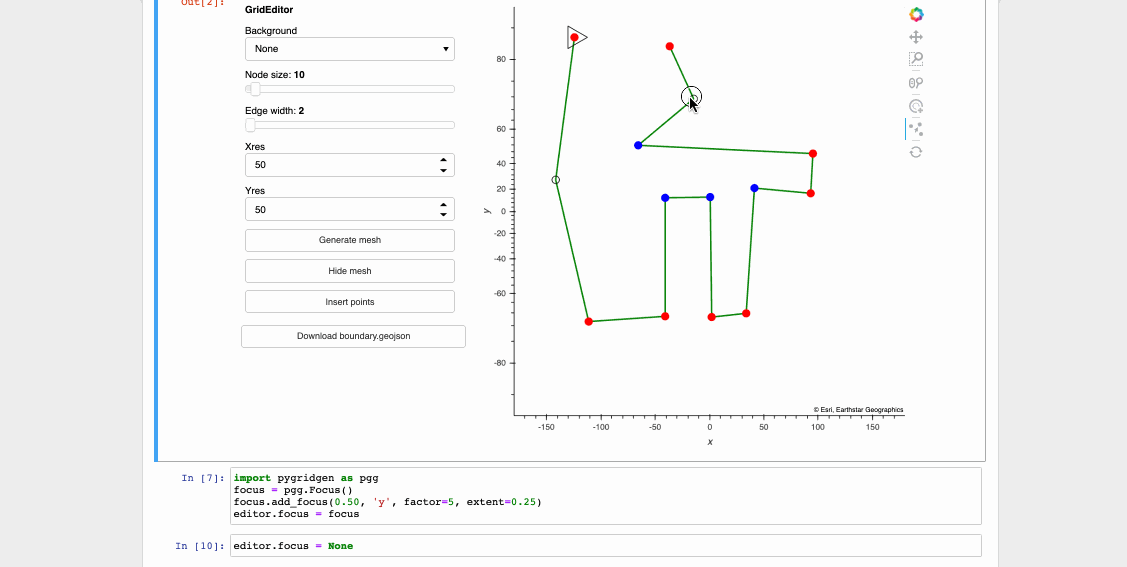 Out[2]:
GridEditor
Background
None
Node size: 10
Edge width: 2
Xres
50
Yres
50
Generate mesh
Hide mesh
Insert points
Download boundary.geojson
80
60
40
20
0
-20
-40
-60
-80
y
© Esri, Earthstar Geographics
-150 -100 -50 0 50 100 150
x
In [7]:
import pygridgen as pgg
focus = pgg.Focus()
focus.add_focus(0.50, 'y', factor=5, extent=0.25)
editor.focus = focus
In [10]:
editor.focus = None